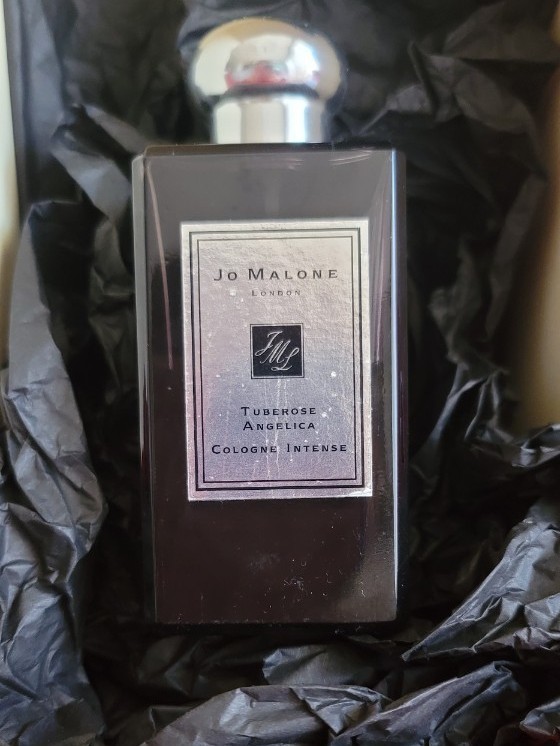 Jo Malone
London
JML
Tuberose
Angelica
Cologne Intense